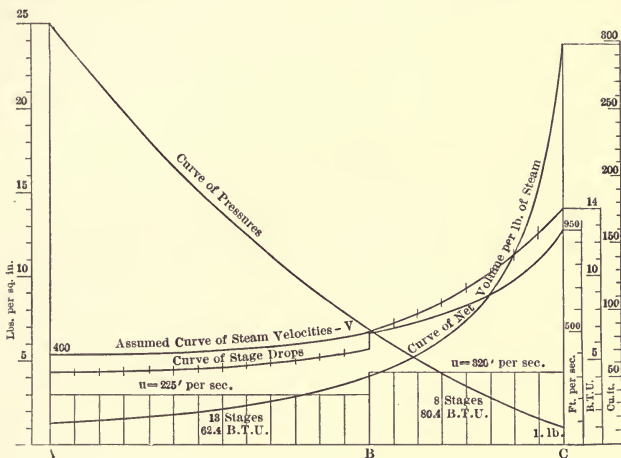 25
20
15
10
5
Lbs. per sq. in.
Curve of Pressures
400
Assumed Curve of Steam Velocities - V
Curve of Stage Drops
u = 225' per sec.
13 Stages
62.4 B.T.U.
Curve of Net Volume per lb. of Steam
u = 320' per sec.
8 Stages
80.4 B.T.U.
1. lb.
A
B
C
950
500
Ft. per sec.
14
10
5
B.T.U.
300
250
200
150
100
50
Cu.ft.